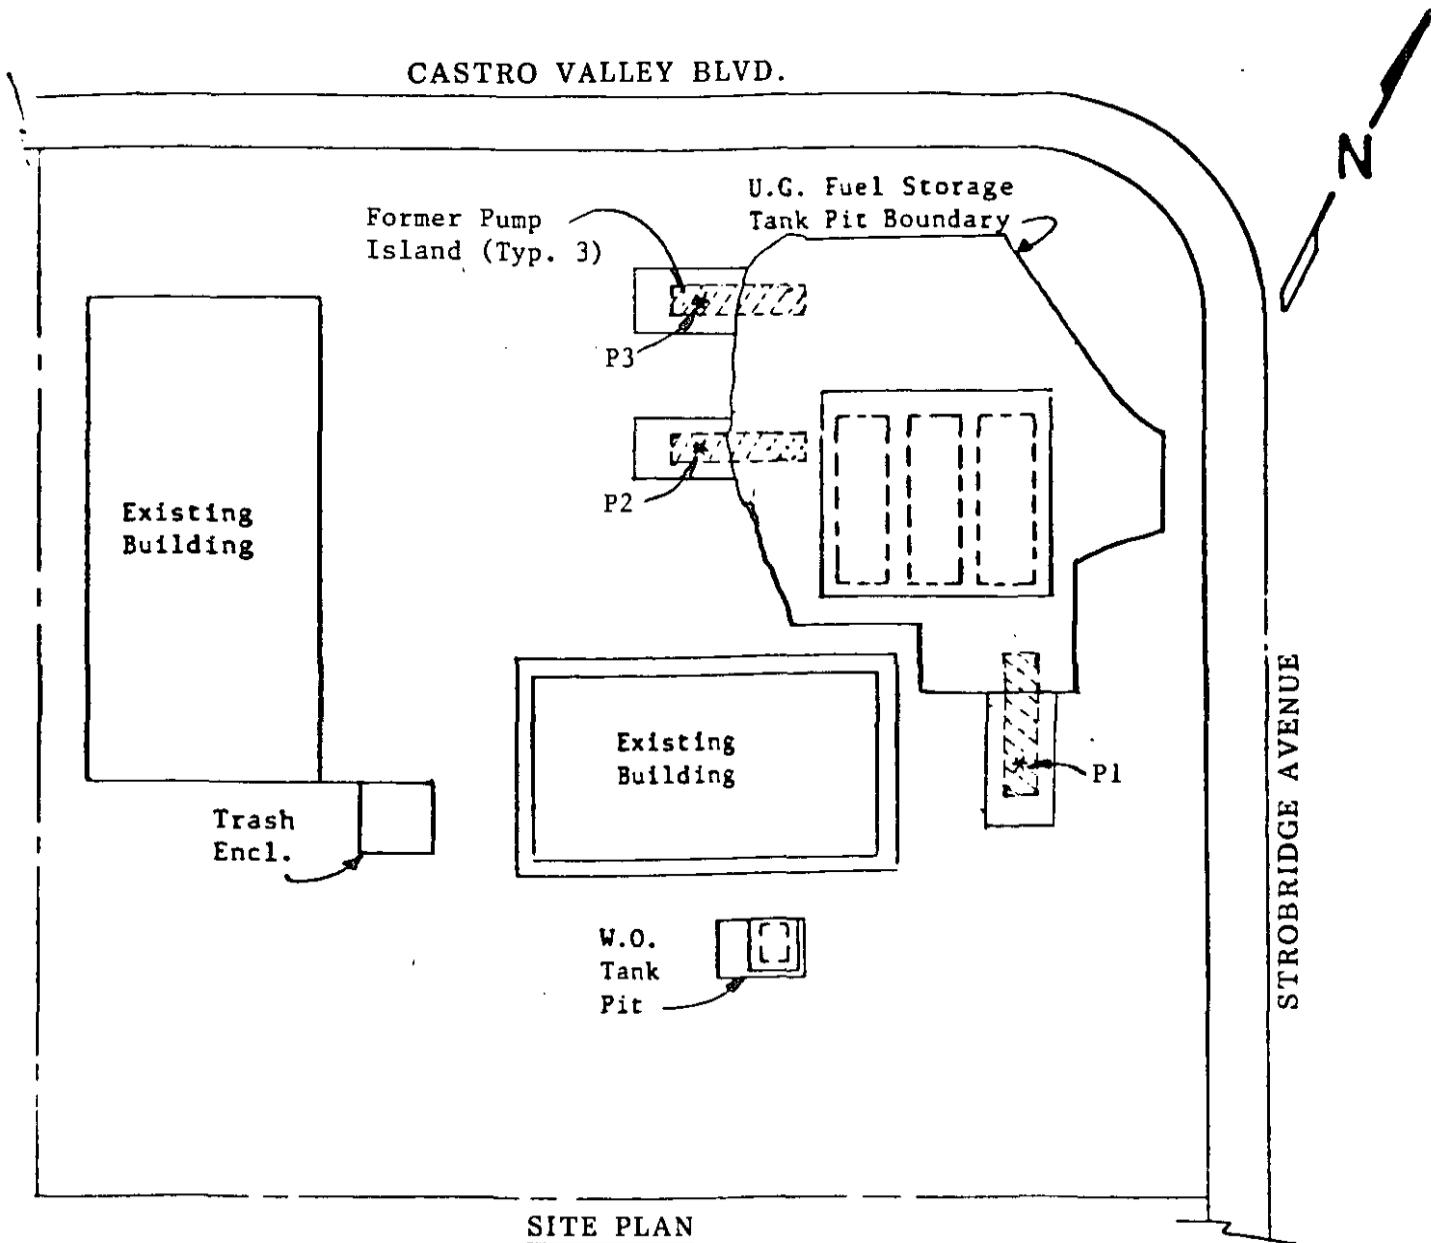 CASTRO VALLEY BLVD.
N
U.G. Fuel Storage
Tank Pit Boundary
Former Pump
Island (Typ. 3)
P3
P2
Existing
Building
Existing
Building
P1
Trash
Encl.
W.O.
Tank
Pit
STROBRIDGE AVENUE
SITE PLAN